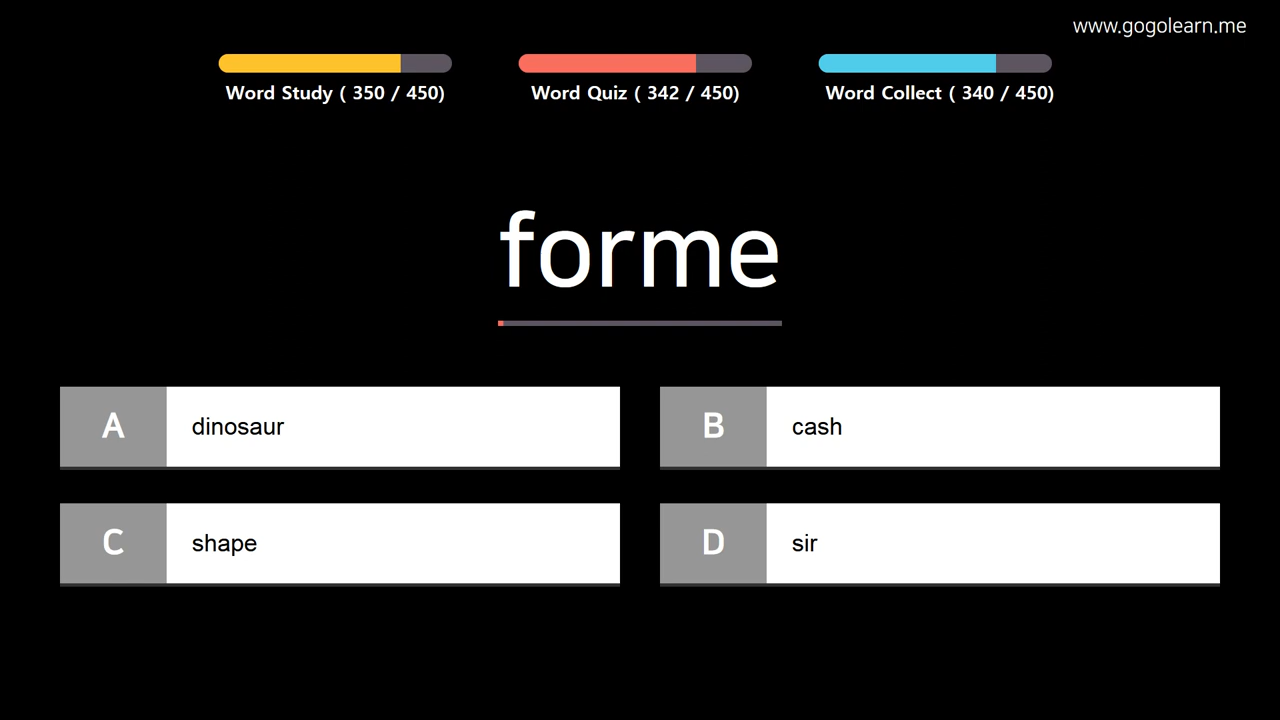 www.gogolearn.me
Word Study ( 350 / 450)
Word Quiz ( 342 / 450)
Word Collect ( 340 / 450)
forme
A dinosaur
B cash
C shape
D sir